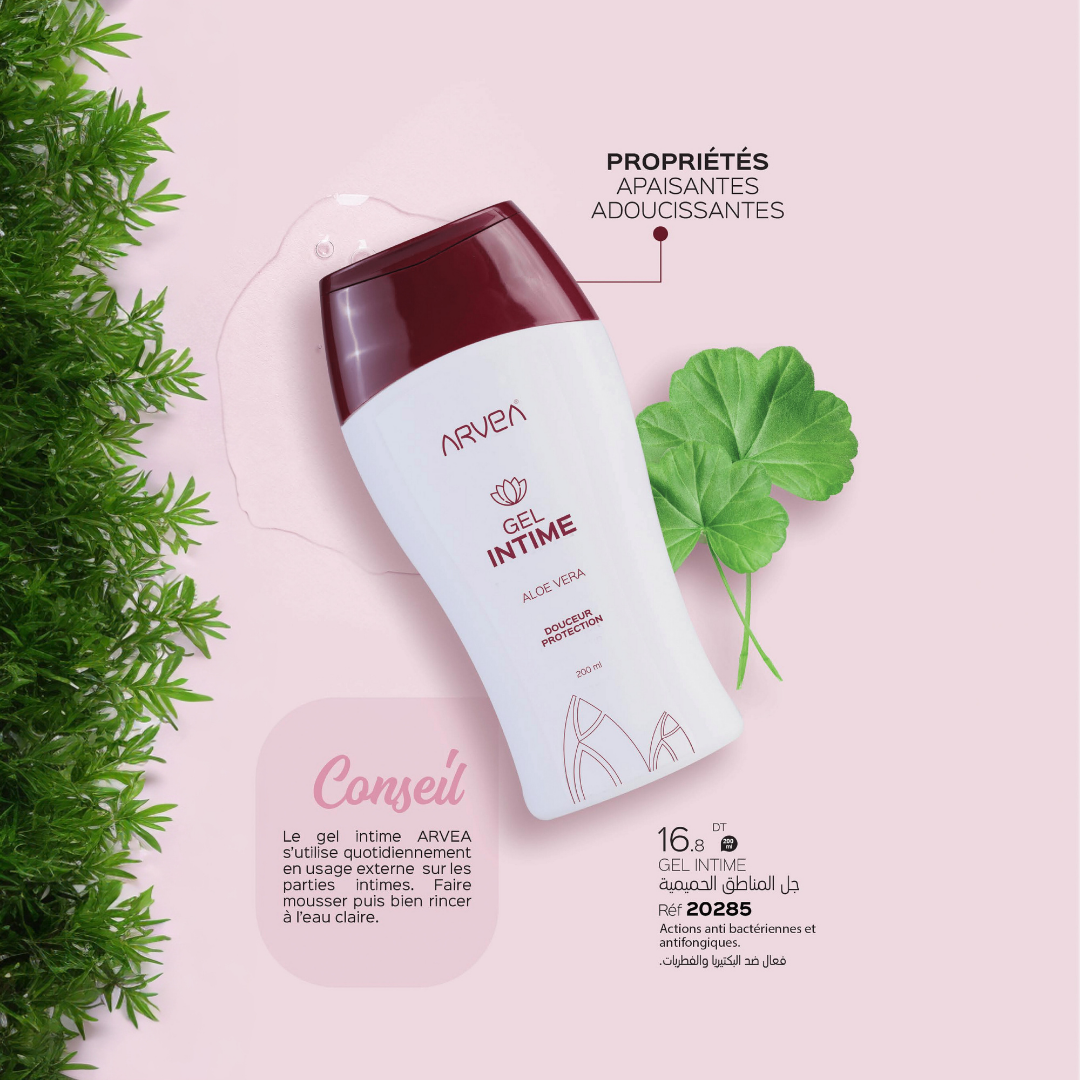 PROPRIÉTÉS
APAISANTES
ADOUCISSANTES
ARVEA®
GEL
INTIME
ALOE VERA
DOUCEUR
PROTECTION
200 ml
Conseil
Le gel intime ARVEA
s'utilise quotidiennement
en usage externe sur les
parties intimes. Faire
mousser puis bien rincer
à l'eau claire.
16.8 DT 200 ml
GEL INTIME
جل المناطق الحميمية
Réf 20285
Actions anti bactériennes et
antifongiques.
فعال ضد البكتيريا والفطريات.